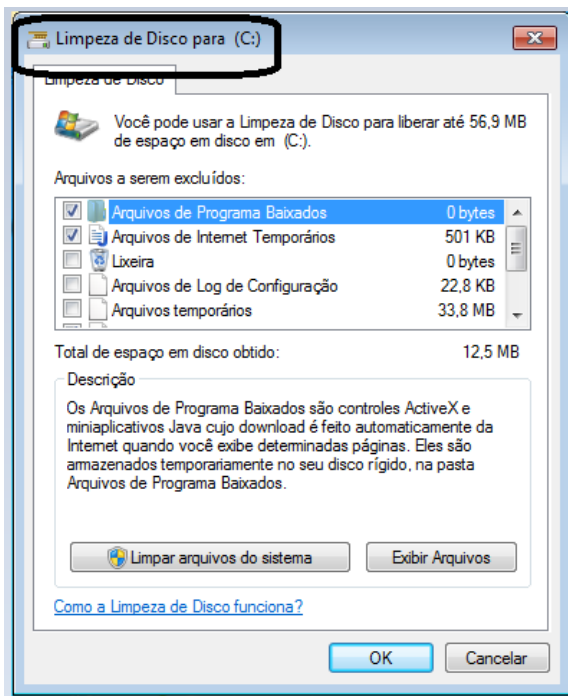 Limpeza de Disco para (C:)
Limpeza de Disco
Você pode usar a Limpeza de Disco para liberar até 56,9 MB
de espaço em disco em (C:).
Arquivos a serem excluídos:
Arquivos de Programa Baixados 0 bytes
Arquivos de Internet Temporários 501 KB
Lixeira 0 bytes
Arquivos de Log de Configuração 22,8 KB
Arquivos temporários 33,8 MB
Total de espaço em disco obtido: 12,5 MB
Descrição
Os Arquivos de Programa Baixados são controles ActiveX e
miniaplicativos Java cujo download é feito automaticamente da
Internet quando você exibe determinadas páginas. Eles são
armazenados temporariamente no seu disco rígido, na pasta
Arquivos de Programa Baixados.
Limpar arquivos do sistema Exibir Arquivos
Como a Limpeza de Disco funciona?
OK Cancelar